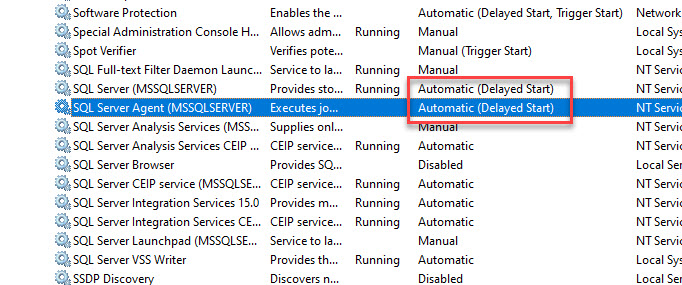 Software Protection Enables the ... Automatic (Delayed Start, Trigger Start) Network
Special Administration Console H... Allows adm... Running Manual Local Sy
Spot Verifier Verifies pote... Manual (Trigger Start) Local Sy
SQL Full-text Filter Daemon Launc... Service to la... Running Manual NT Servic
SQL Server (MSSQLSERVER) Provides sto... Running Automatic (Delayed Start) NT Servic
SQL Server Agent (MSSQLSERVER) Executes jo... Automatic (Delayed Start) NT Servic
SQL Server Analysis Services (MSS... Supplies onl... Manual NT Servic
SQL Server Analysis Services CEIP ... CEIP service... Running Automatic NT Servic
SQL Server Browser Provides SQ... Disabled Local Ser
SQL Server CEIP service (MSSQLSE... CEIP service... Running Automatic NT Servic
SQL Server Integration Services 15.0 Provides ma... Running Automatic NT Servic
SQL Server Integration Services CE... CEIP service... Running Automatic NT Servic
SQL Server Launchpad (MSSQLSE... Service to la... Manual NT Servic
SQL Server VSS Writer Provides th... Running Automatic Local Sy
SSDP Discovery Discovers n... Disabled Local Ser